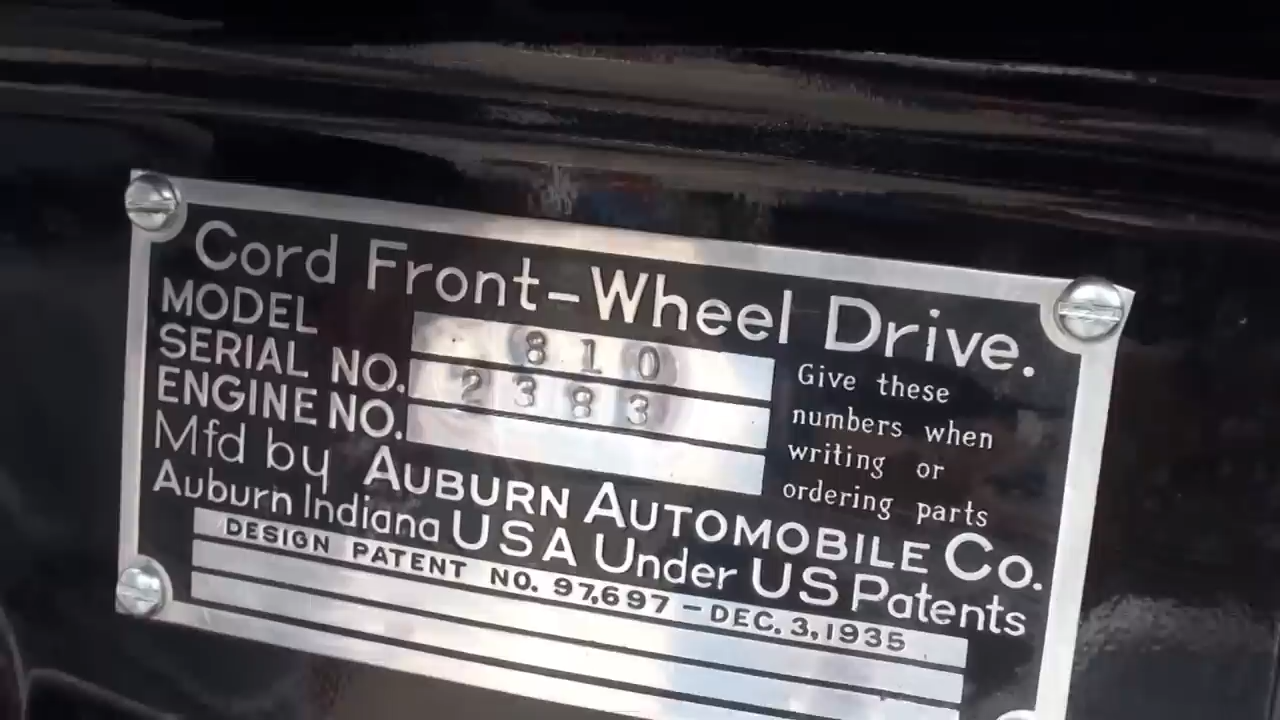 Cord Front-Wheel Drive.
MODEL 810
SERIAL NO. 2383
ENGINE NO.
Give these
numbers when
writing or
ordering parts
Mfd by AUBURN AUTOMOBILE CO.
Auburn Indiana USA Under US Patents
DESIGN PATENT NO. 97,697 – DEC. 3, 1935